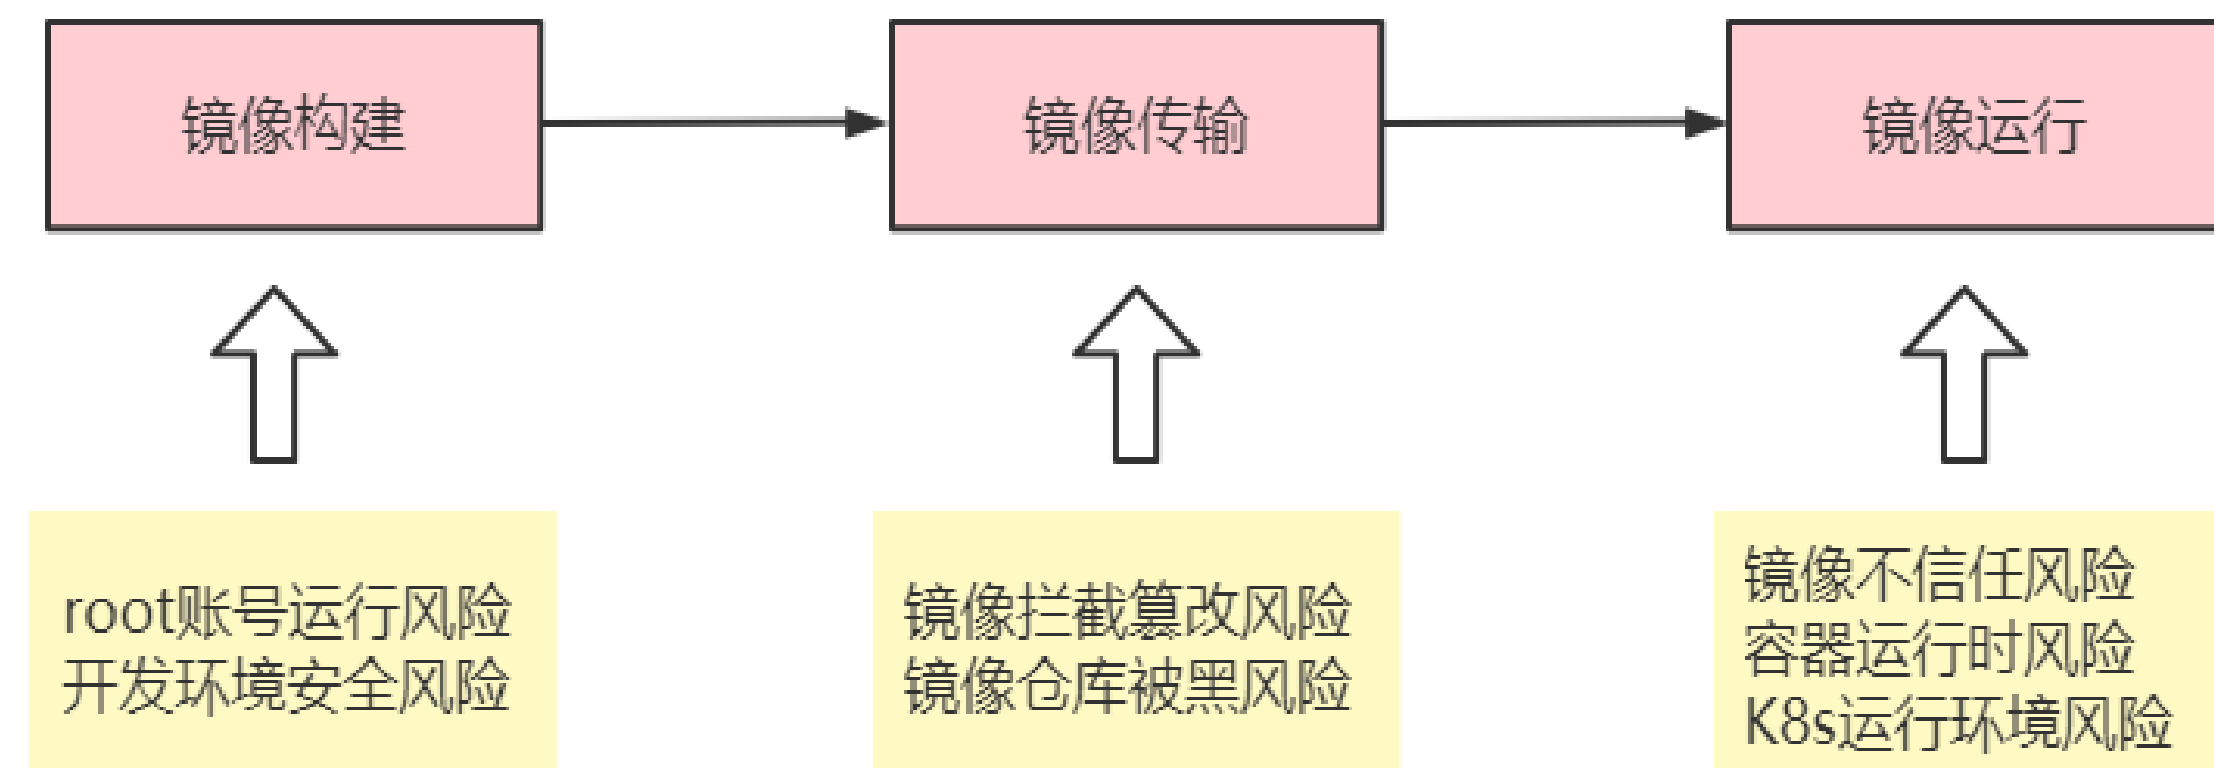 镜像构建
镜像传输
镜像运行
root账号运行风险
开发环境安全风险
镜像拦截篡改风险
镜像仓库被黑风险
镜像不信任风险
容器运行时风险
K8s运行环境风险